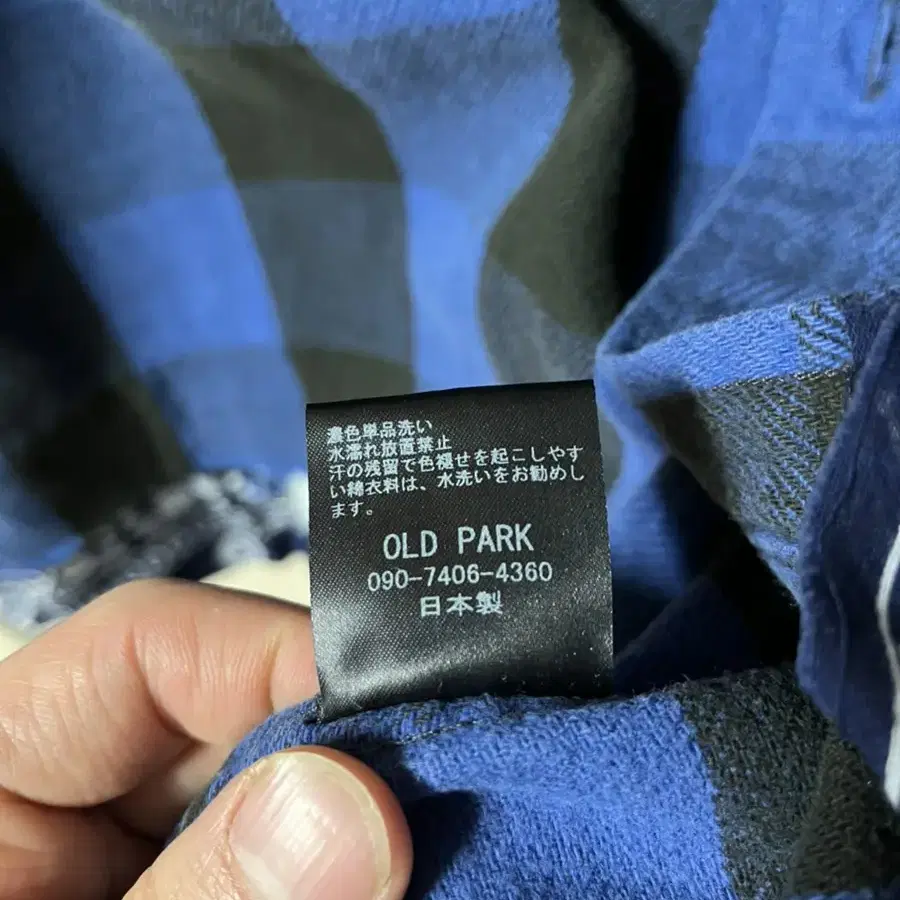 濃色単品洗い
水濡れ放置禁止
汗の残留で色褪せを起こしやす
い綿衣料は、水洗いをお勧めし
ます。
OLD PARK
090-7406-4360
日本製